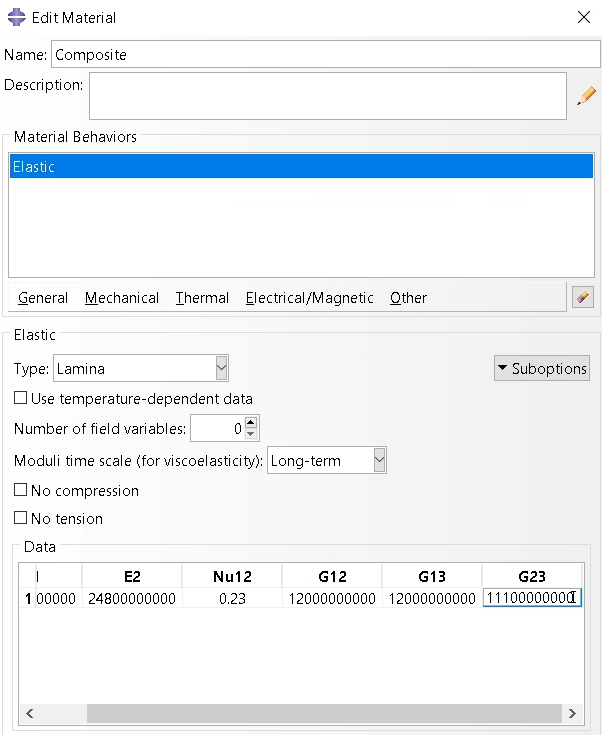 Edit Material
Name: Composite
Description:
Material Behaviors
Elastic
General Mechanical Thermal Electrical/Magnetic Other
Elastic
Type: Lamina Suboptions
Use temperature-dependent data
Number of field variables: 0
Moduli time scale (for viscoelasticity): Long-term
No compression
No tension
Data
E2 Nu12 G12 G13 G23
1 00000 24800000000 0.23 12000000000 12000000000 11100000000